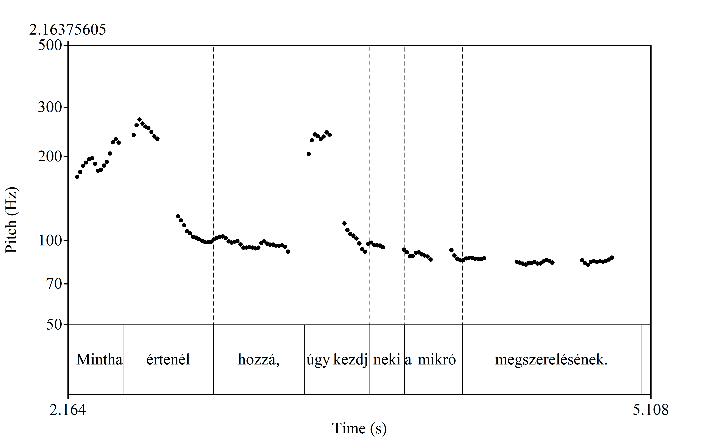 2.16375605
500
300
200
100
70
50
Pitch (Hz)
Mintha értenél hozzá, úgy kezdj neki a mikró megszerelésének.
2.164 5.108
Time (s)